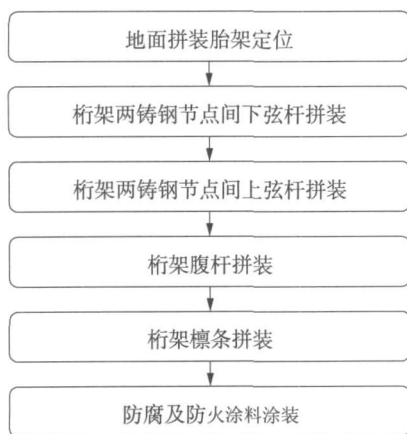 地面拼装胎架定位
桁架两铸钢节点间下弦杆拼装
桁架两铸钢节点间上弦杆拼装
桁架腹杆拼装
桁架檩条拼装
防腐及防火涂料涂装